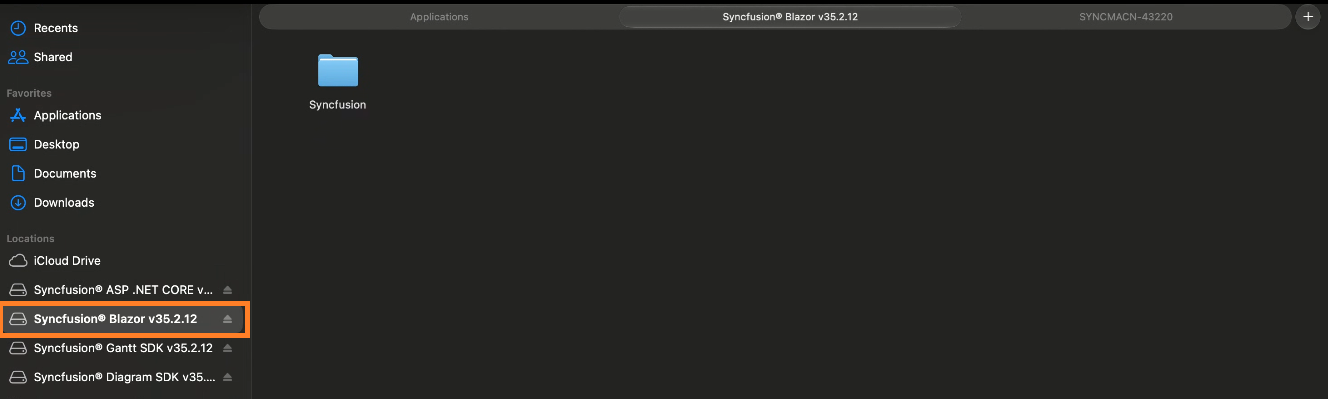 Recents
Shared
Favorites
Applications
Desktop
Documents
Downloads
Locations
iCloud Drive
Syncfusion® ASP .NET CORE v...
Syncfusion® Blazor v35.2.12
Syncfusion® Gantt SDK v35.2.12
Syncfusion® Diagram SDK v35....
Applications
Syncfusion® Blazor v35.2.12
SYNCMACN-43220
+
Syncfusion